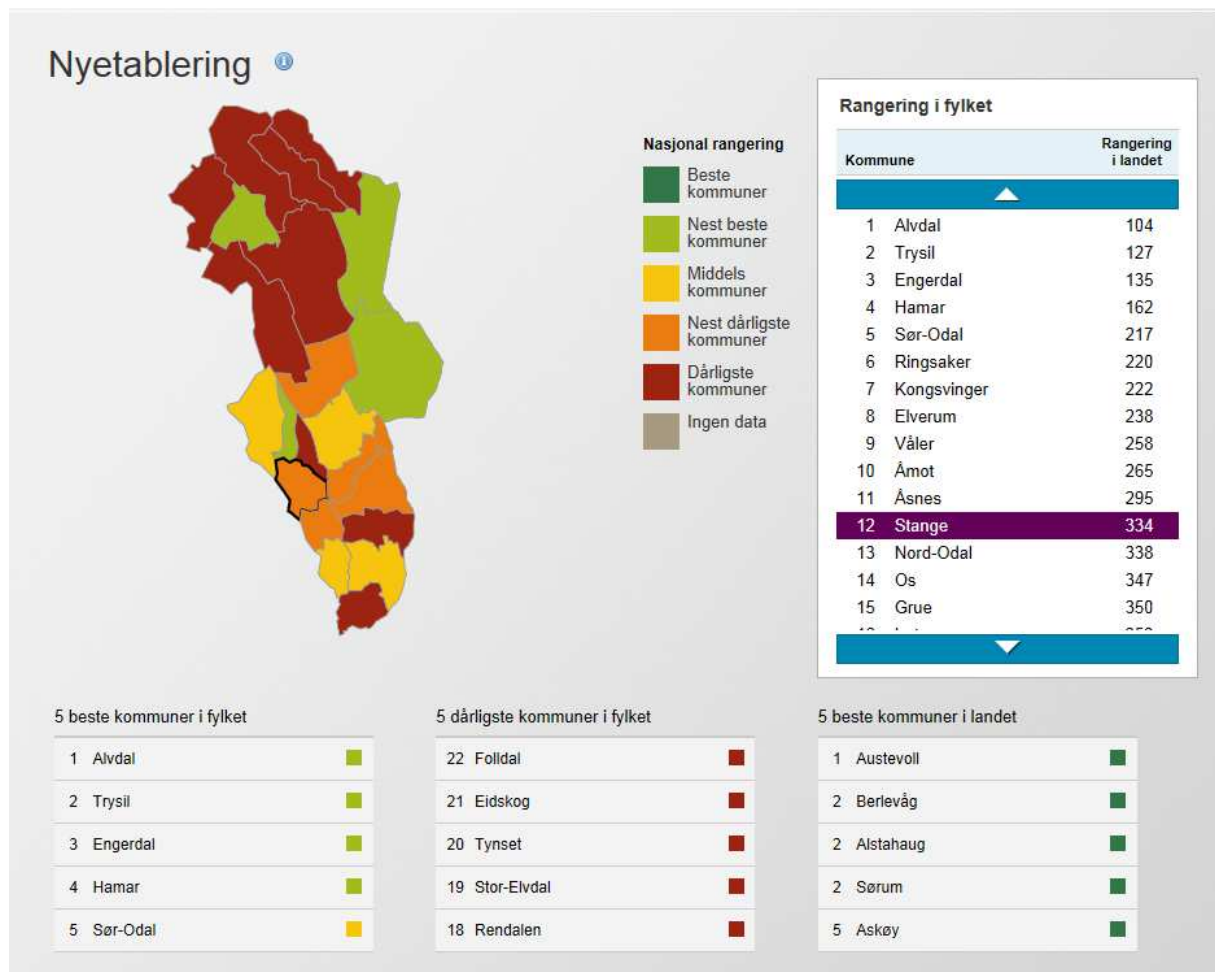 Nyetablering
Nasjonal rangering
Beste
kommuner
Nest beste
kommuner
Middels
kommuner
Nest dårligste
kommuner
Dårligste
kommuner
Ingen data
Rangering i fylket
Kommune Rangering
i landet
1 Alvdal 104
2 Trysil 127
3 Engerdal 135
4 Hamar 162
5 Sør-Odal 217
6 Ringsaker 220
7 Kongsvinger 222
8 Elverum 238
9 Våler 258
10 Åmot 265
11 Åsnes 295
12 Stange 334
13 Nord-Odal 338
14 Os 347
15 Grue 350
5 beste kommuner i fylket
1 Alvdal
2 Trysil
3 Engerdal
4 Hamar
5 Sør-Odal
5 dårligste kommuner i fylket
22 Folldal
21 Eidskog
20 Tynset
19 Stor-Elvdal
18 Rendalen
5 beste kommuner i landet
1 Austevoll
2 Berlevåg
2 Alstahaug
2 Sørum
5 Askøy